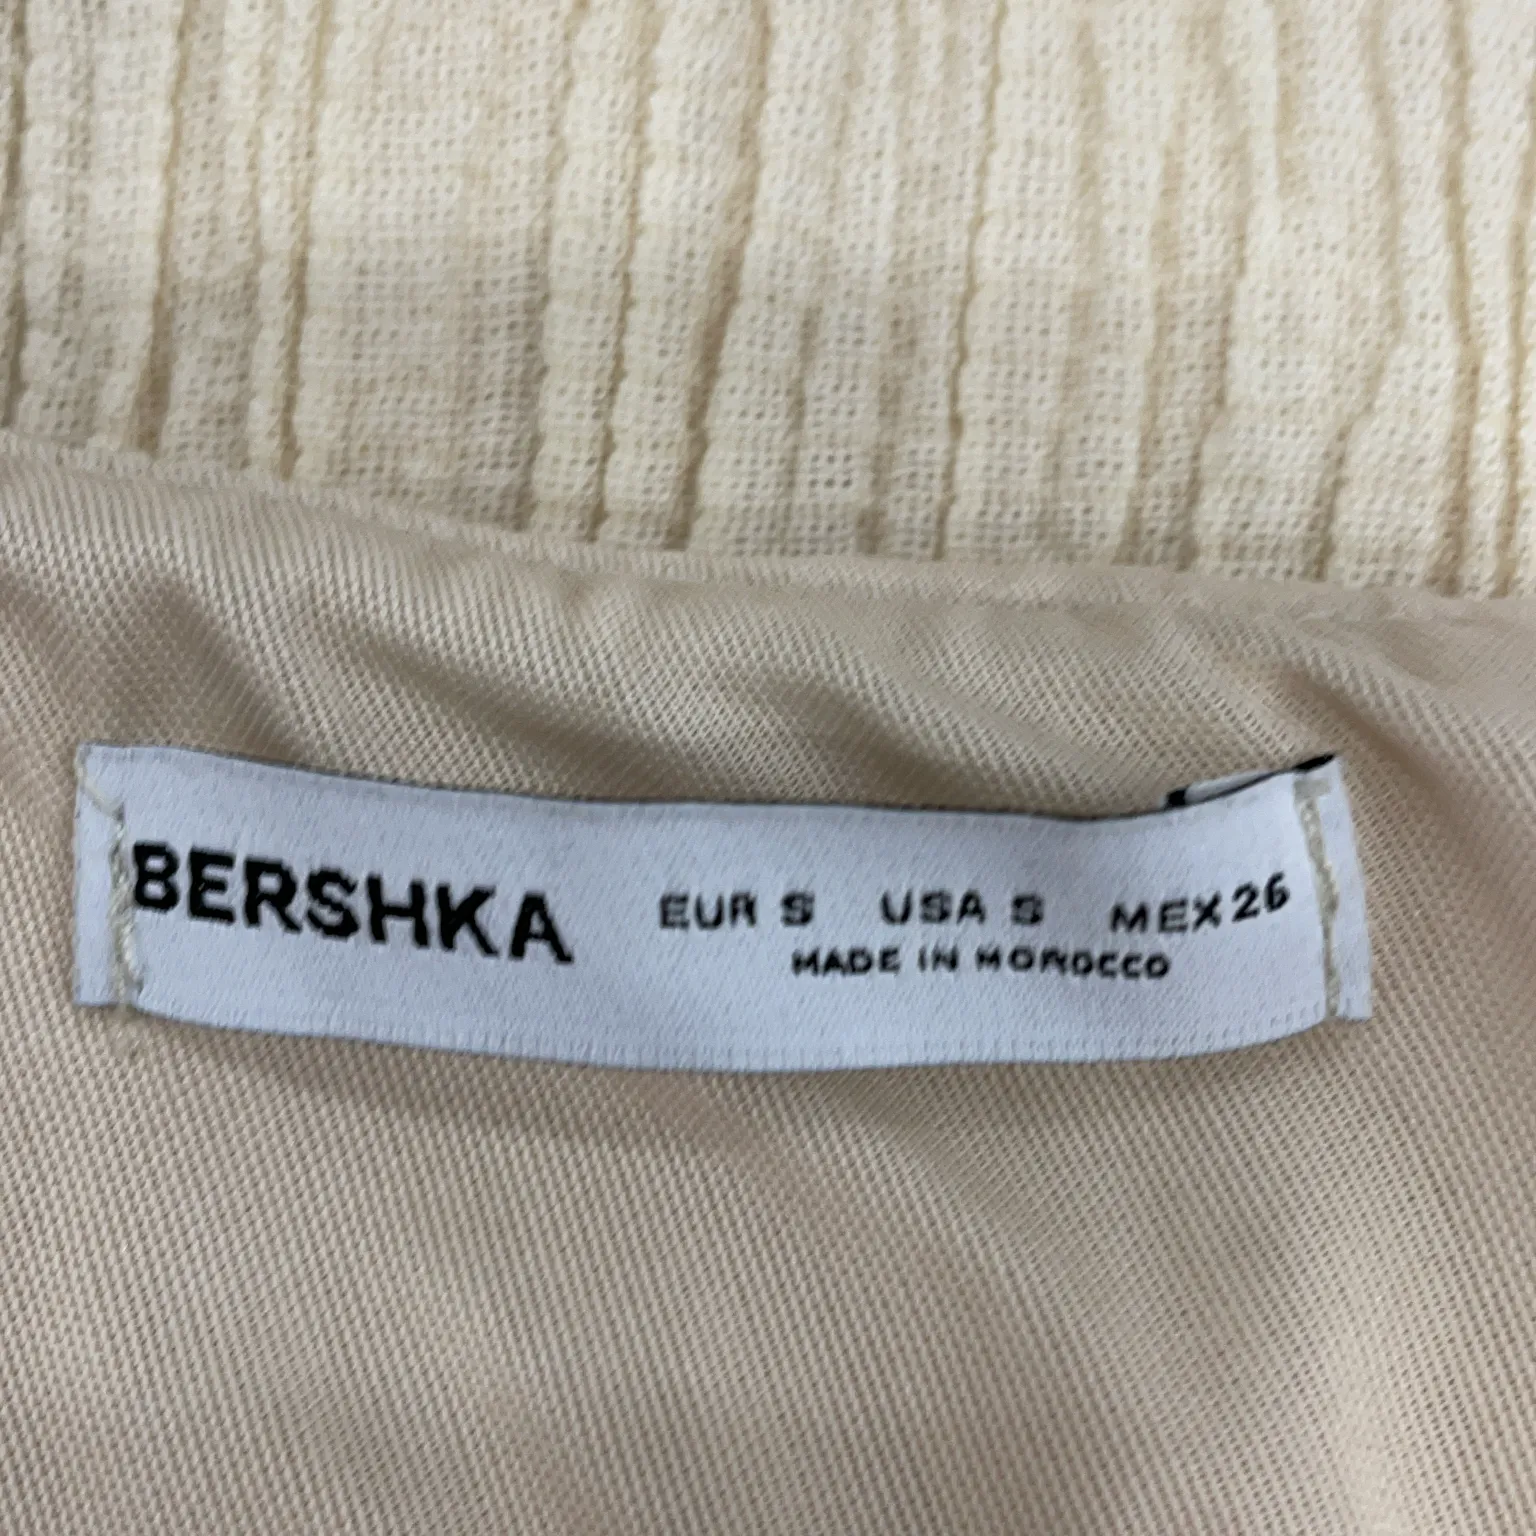 BERSHKA EUR S USA S MEX 26
MADE IN MOROCCO